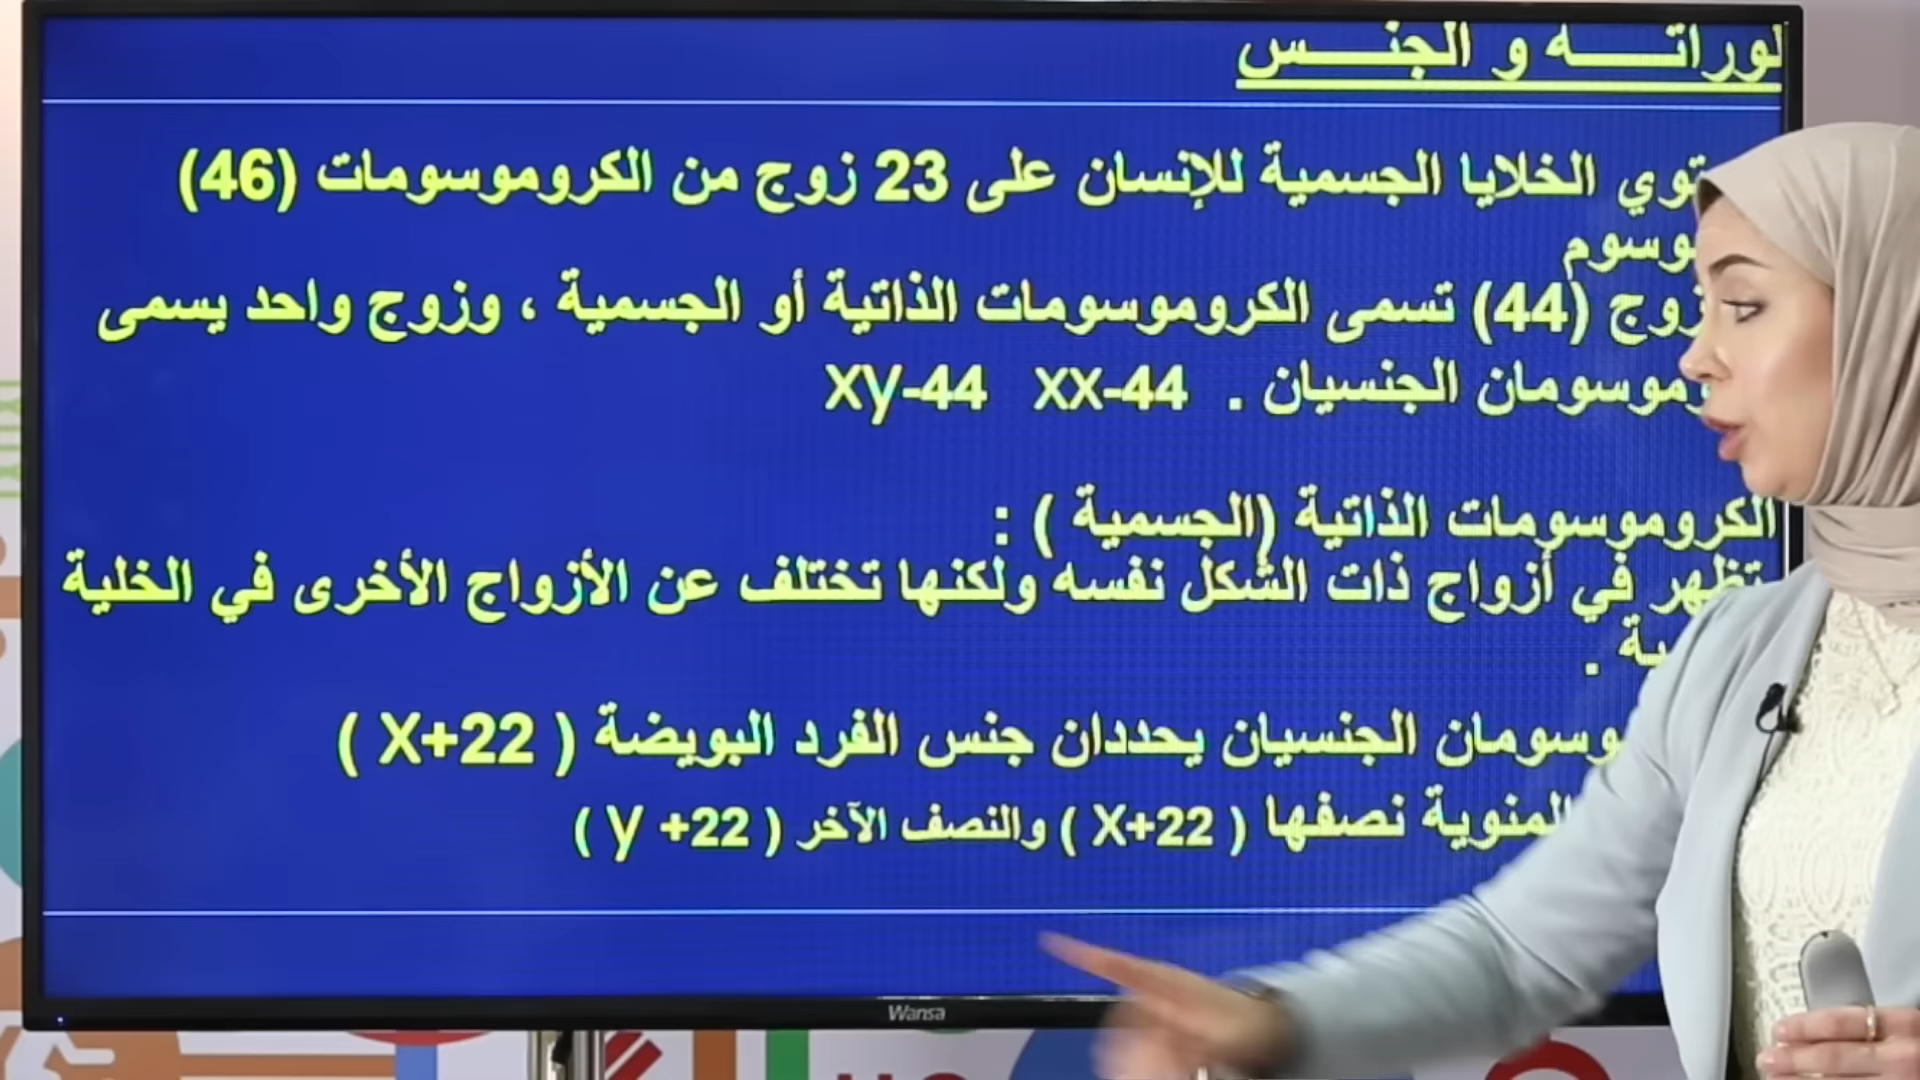 لوراثـــــه و الجنـــــس
توي الخلايا الجسمية للإنسان على 23 زوج من الكروموسومات (46)
وسوم
زوج (44) تسمى الكروموسومات الذاتية أو الجسمية ، وزوج واحد يسمى
وموسومان الجنسيان . 44-xx 44-xy
الكروموسومات الذاتية (الجسمية ) :
تظهر في أزواج ذات الشكل نفسه ولكنها تختلف عن الأزواج الأخرى في الخلية
ية .
وسومان الجنسيان يحددان جنس الفرد البويضة ( 22+X )
المنوية نصفها ( 22+X ) والنصف الآخر ( 22+ y )
Wansa